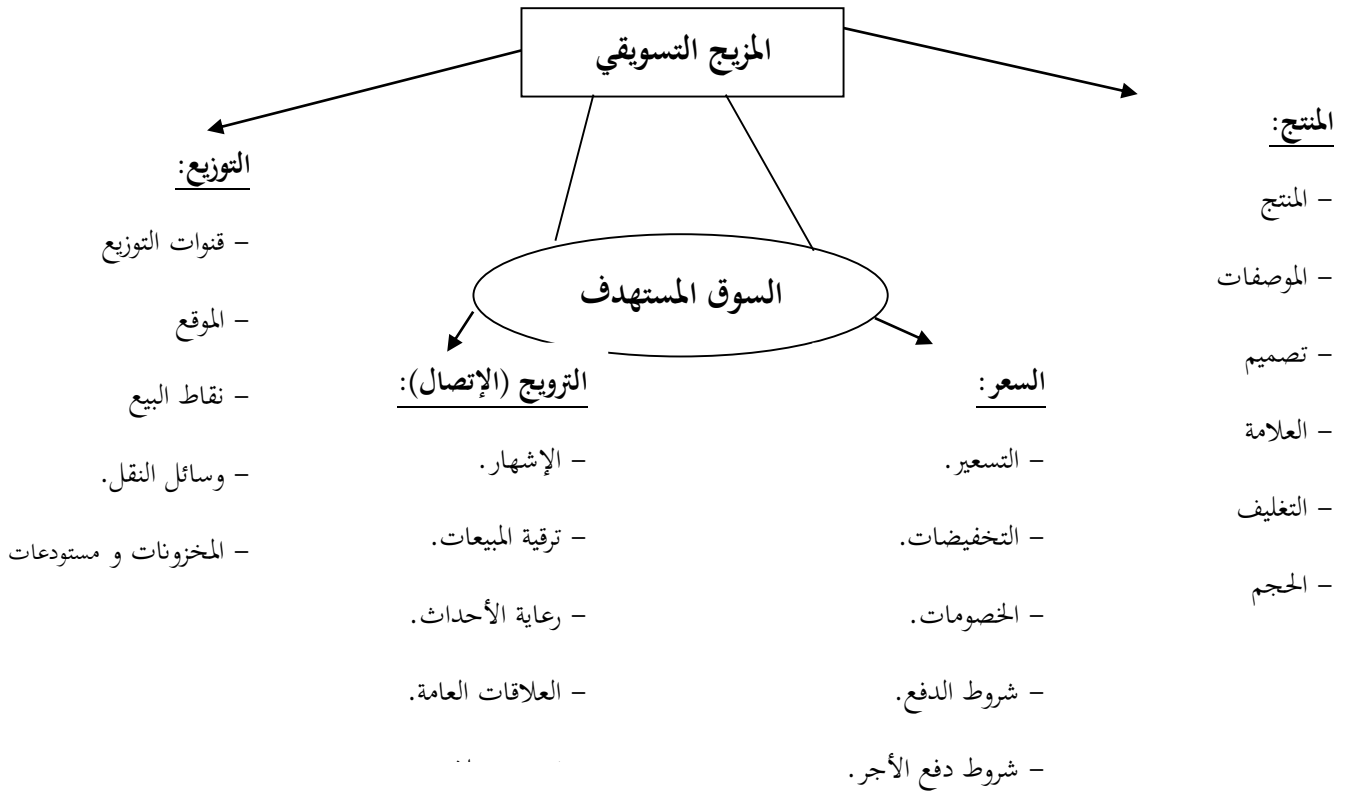 المزيج التسويقي
المنتج:
– المنتج
– الموصفات
– تصميم
– العلامة
– التغليف
– الحجم
التوزيع:
– قنوات التوزيع
– الموقع
– نقاط البيع
– وسائل النقل.
– المخزونات و مستودعات
السوق المستهدف
السعر:
– التسعير.
– التخفيضات.
– الخصومات.
– شروط الدفع.
– شروط دفع الأجر.
الترويج (الإتصال):
– الإشهار.
– ترقية المبيعات.
– رعاية الأحداث.
– العلاقات العامة.